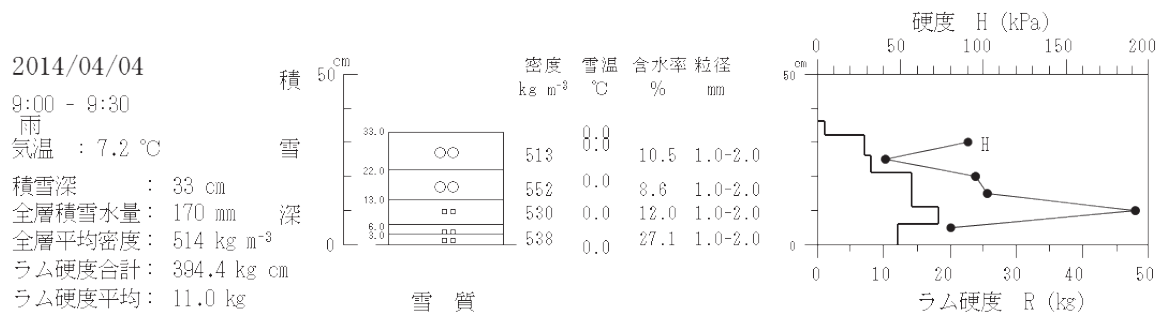 2014/04/04
9:00 - 9:30
雨
気温 : 7.2 ℃
積雪深 : 33 cm
全層積雪水量: 170 mm
全層平均密度: 514 kg m⁻³
ラム硬度合計: 394.4 kg cm
ラム硬度平均: 11.0 kg
積 雪 深
cm
50
0
33.0
22.0
13.0
6.0
3.0
雪 質
密度 雪温 含水率 粒径
kg m⁻³ ℃ % mm
0.0
0.0
513 10.5 1.0-2.0
0.0
552 8.6 1.0-2.0
530 0.0 12.0 1.0-2.0
538 27.1 1.0-2.0
0.0
硬度 H (kPa)
0 50 100 150 200
cm
50
H
0
0 10 20 30 40 50
ラム硬度 R (kg)